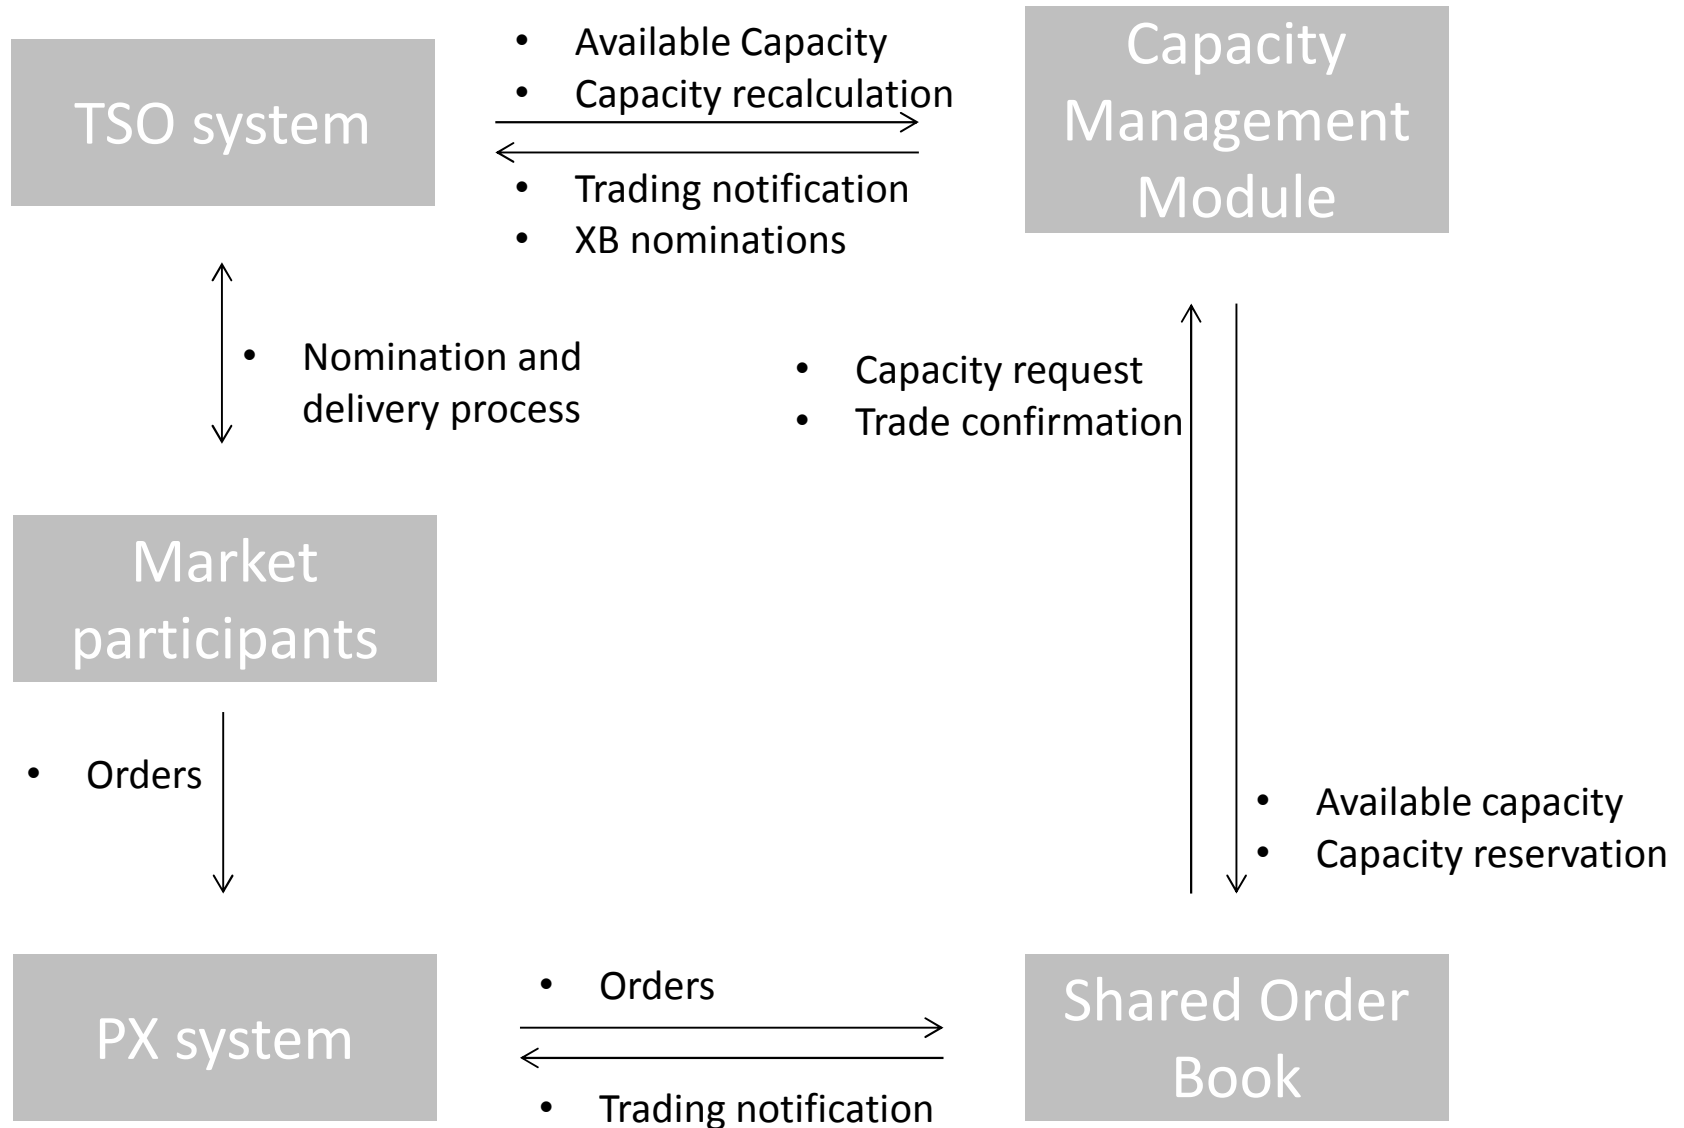 TSO system
• Available Capacity
• Capacity recalculation
• Trading notification
• XB nominations
Capacity
Management
Module
• Nomination and
delivery process
• Capacity request
• Trade confirmation
Market
participants
• Orders
• Available capacity
• Capacity reservation
PX system
• Orders
• Trading notification
Shared Order
Book